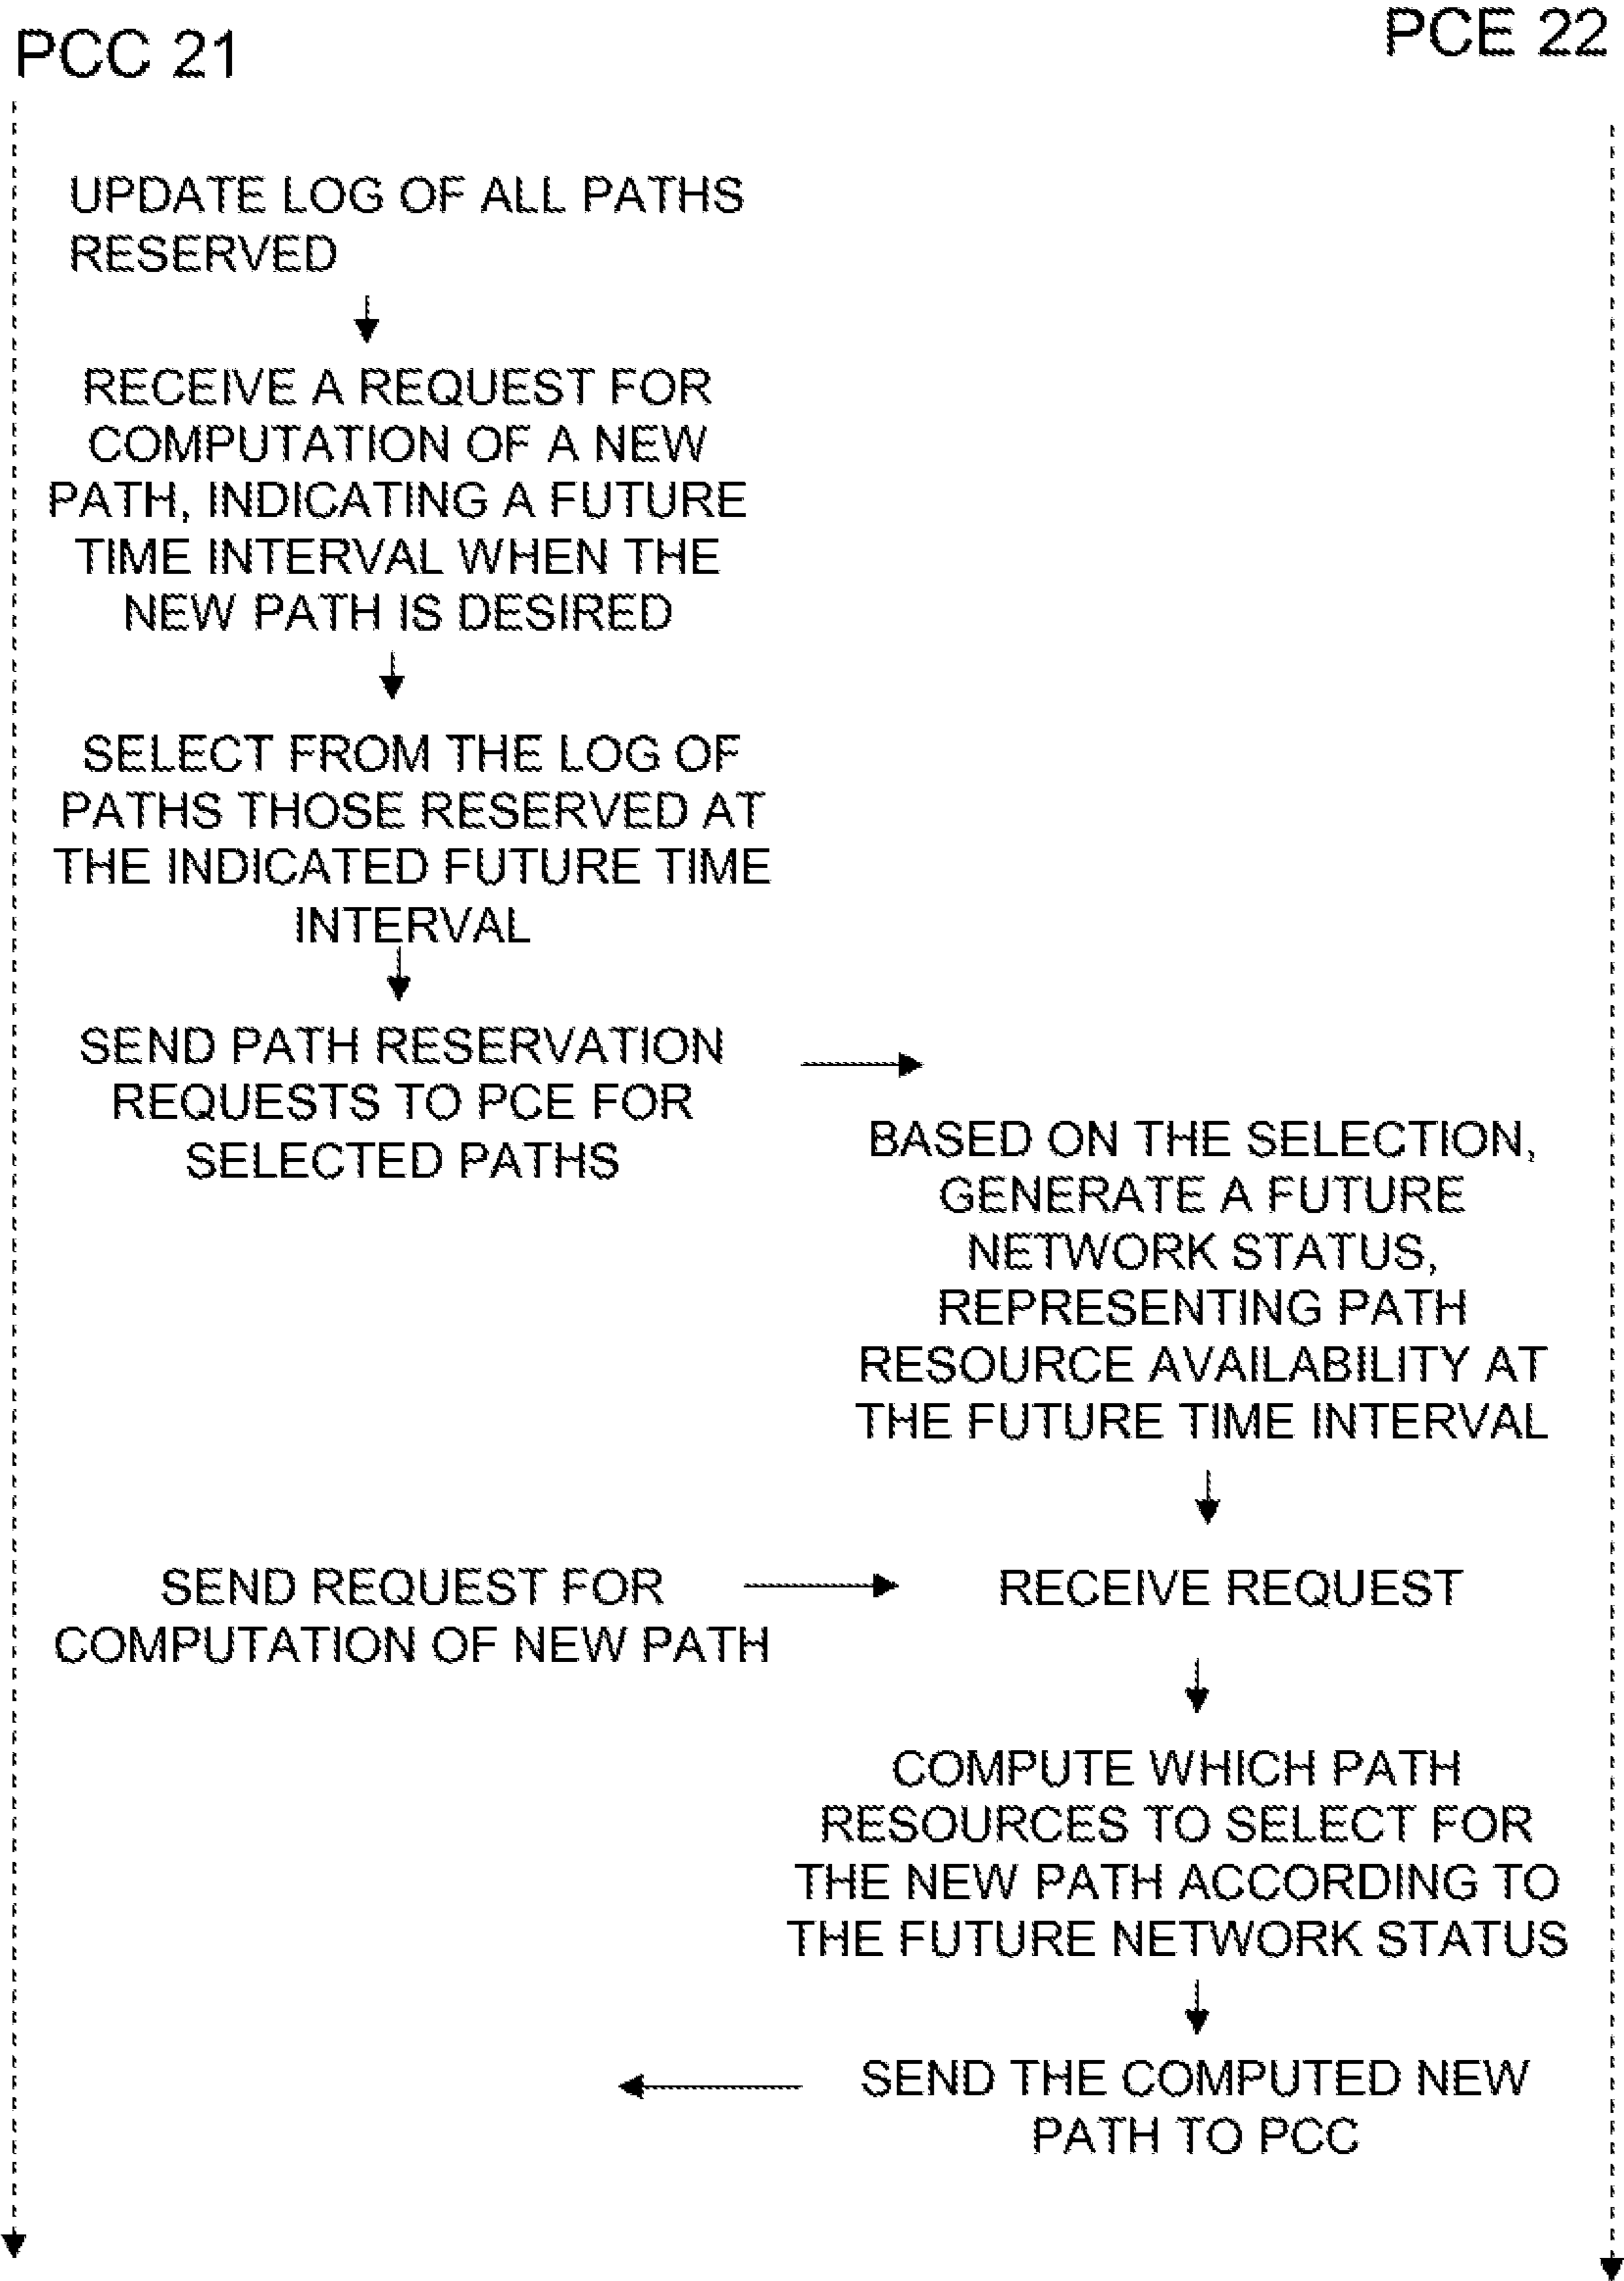 PCC 21
PCE 22
UPDATE LOG OF ALL PATHS
RESERVED
RECEIVE A REQUEST FOR
COMPUTATION OF A NEW
PATH, INDICATING A FUTURE
TIME INTERVAL WHEN THE
NEW PATH IS DESIRED
SELECT FROM THE LOG OF
PATHS THOSE RESERVED AT
THE INDICATED FUTURE TIME
INTERVAL
SEND PATH RESERVATION
REQUESTS TO PCE FOR
SELECTED PATHS
BASED ON THE SELECTION,
GENERATE A FUTURE
NETWORK STATUS,
REPRESENTING PATH
RESOURCE AVAILABILITY AT
THE FUTURE TIME INTERVAL
SEND REQUEST FOR
COMPUTATION OF NEW PATH
RECEIVE REQUEST
COMPUTE WHICH PATH
RESOURCES TO SELECT FOR
THE NEW PATH ACCORDING TO
THE FUTURE NETWORK STATUS
SEND THE COMPUTED NEW
PATH TO PCC